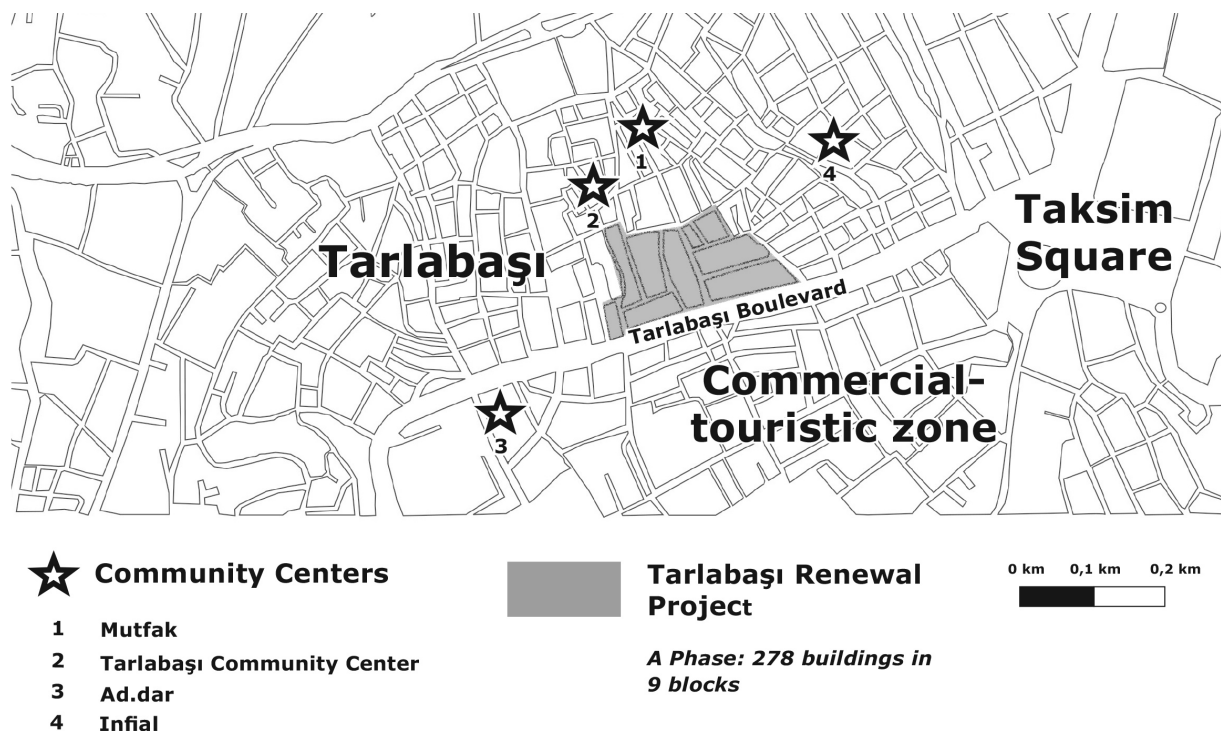 1
4
2
Taksim
Square
Tarlabaşı
Tarlabaşı Boulevard
Commercial-
touristic zone
3
Community Centers
1 Mutfak
2 Tarlabaşı Community Center
3 Ad.dar
4 Infial
Tarlabaşı Renewal
Project
A Phase: 278 buildings in
9 blocks
0 km 0,1 km 0,2 km